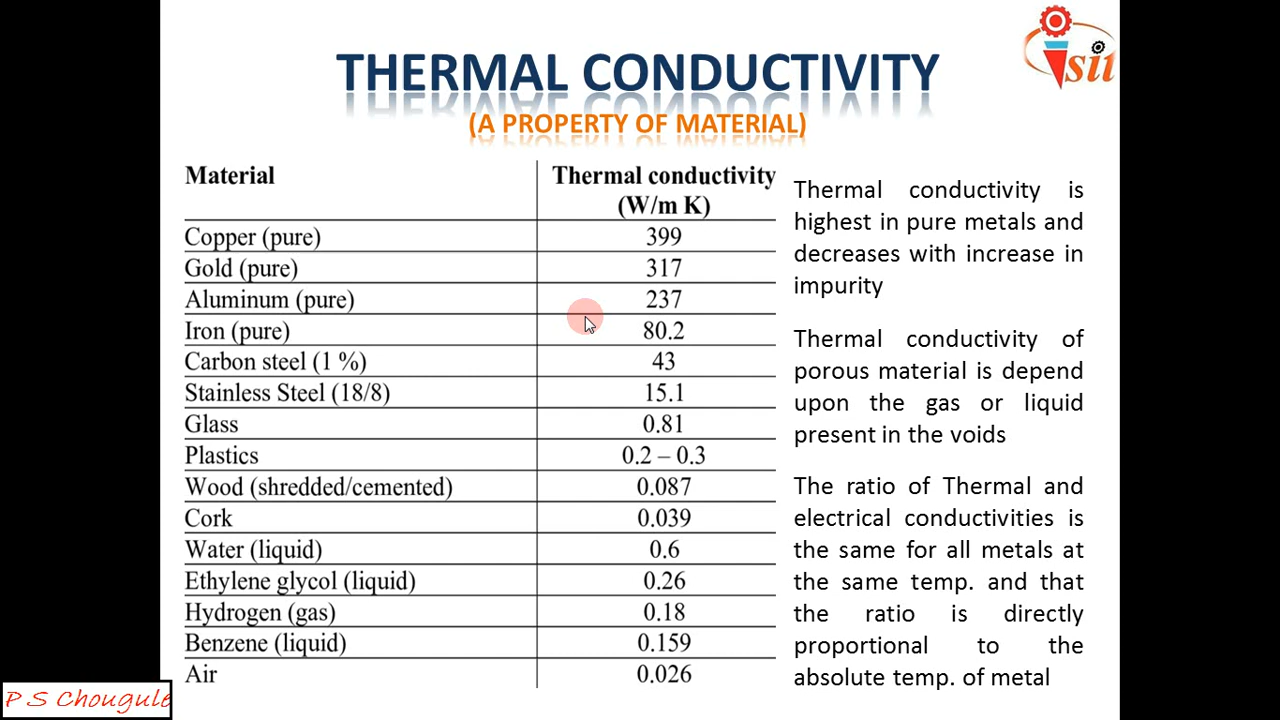 THERMAL CONDUCTIVITY
(A PROPERTY OF MATERIAL)
sil
Material Thermal conductivity
(W/m K)
Copper (pure) 399
Gold (pure) 317
Aluminum (pure) 237
Iron (pure) 80.2
Carbon steel (1 %) 43
Stainless Steel (18/8) 15.1
Glass 0.81
Plastics 0.2 – 0.3
Wood (shredded/cemented) 0.087
Cork 0.039
Water (liquid) 0.6
Ethylene glycol (liquid) 0.26
Hydrogen (gas) 0.18
Benzene (liquid) 0.159
Air 0.026
Thermal conductivity is
highest in pure metals and
decreases with increase in
impurity
Thermal conductivity of
porous material is depend
upon the gas or liquid
present in the voids
The ratio of Thermal and
electrical conductivities is
the same for all metals at
the same temp. and that
the ratio is directly
proportional to the
absolute temp. of metal
P S Chougule